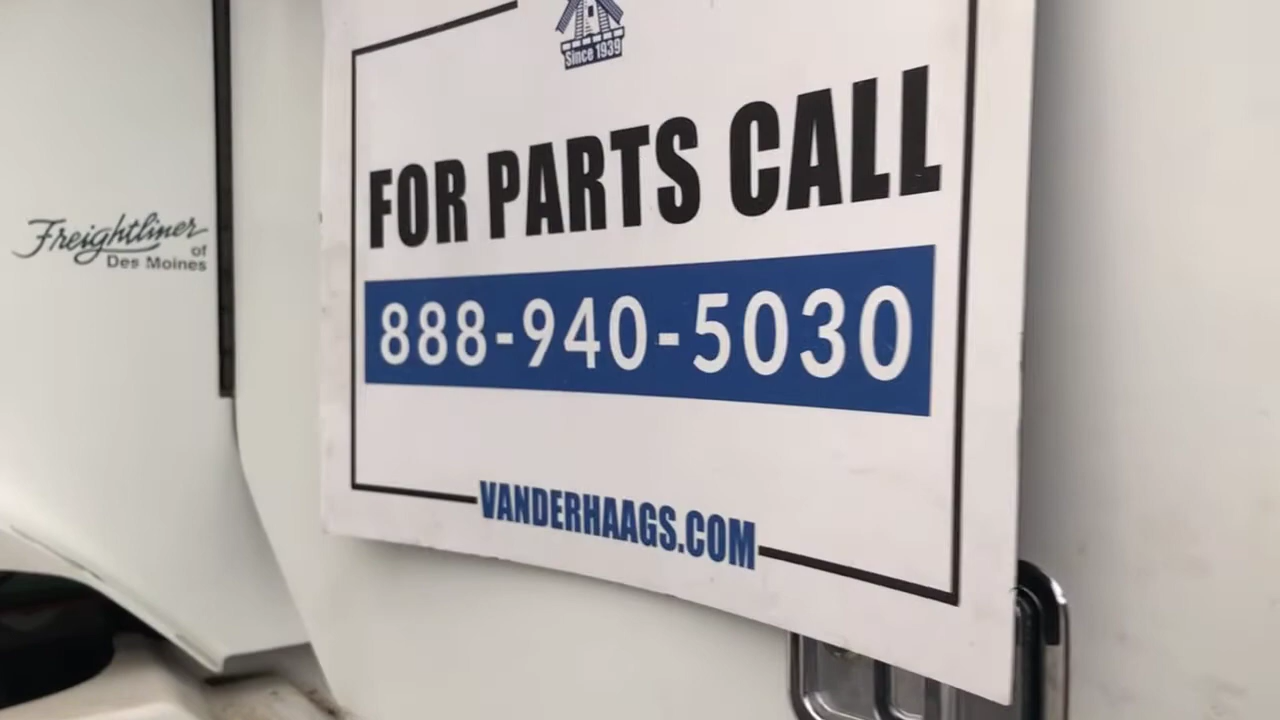 Since 1939
FOR PARTS CALL
888-940-5030
VANDERHAAGS.COM
Freightliner
of
Des Moines